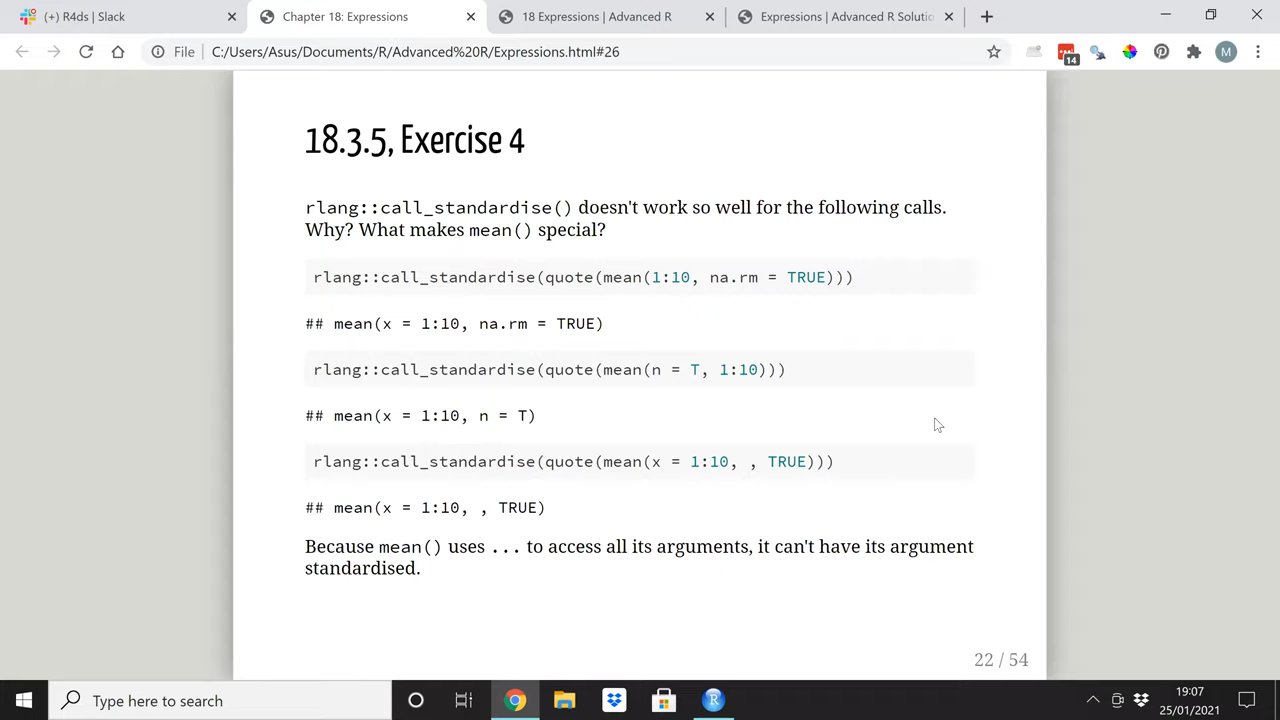 (+) R4ds | Slack
Chapter 18: Expressions
18 Expressions | Advanced R
Expressions | Advanced R Solutio
File
C:/Users/Asus/Documents/R/Advanced%20R/Expressions.html#26
14
M
18.3.5, Exercise 4
rlang::call_standardise() doesn't work so well for the following calls.
Why? What makes mean() special?
rlang::call_standardise(quote(mean(1:10, na.rm = TRUE)))
## mean(x = 1:10, na.rm = TRUE)
rlang::call_standardise(quote(mean(n = T, 1:10)))
## mean(x = 1:10, n = T)
rlang::call_standardise(quote(mean(x = 1:10, , TRUE)))
## mean(x = 1:10, , TRUE)
Because mean() uses ... to access all its arguments, it can't have its argument
standardised.
22 / 54
Type here to search
R
19:07
25/01/2021